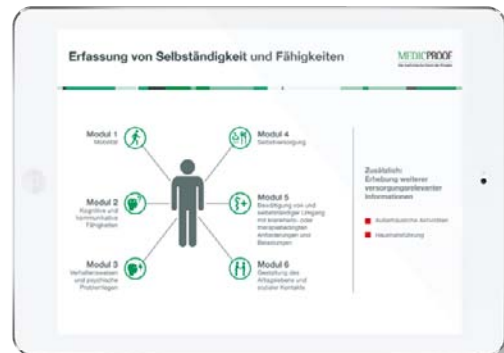 Erfassung von Selbständigkeit und Fähigkeiten
MEDICPROOF
Modul 1
Mobilität
Modul 2
Kognitive und
kommunikative
Fähigkeiten
Modul 3
Verhaltensweisen
und psychische
Problemlagen
Modul 4
Selbstversorgung
Modul 5
Bewältigung von und
selbständiger Umgang
mit krankheits- oder
therapiebedingten
Anforderungen und
Belastungen
Modul 6
Gestaltung des
Alltagslebens und
sozialer Kontakte
Zusätzlich:
Erhebung weiterer
versorgungsrelevanter
Informationen
Außerhäusliche Aktivitäten
Haushaltsführung